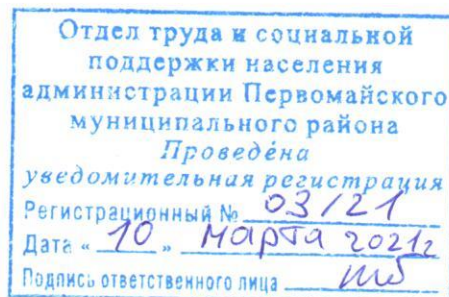 Отдел труда и социальной
поддержки населения
администрации Первомайского
муниципального района
Проведена
уведомительная регистрация
Регистрационный № 03/21
Дата « 10 » марта 2021г
Подпись ответственного лица